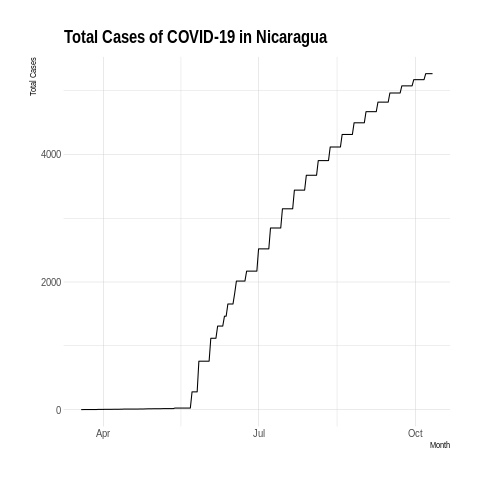 Total Cases of COVID-19 in Nicaragua
Total Cases
4000
2000
0
Apr
Jul
Oct
Month